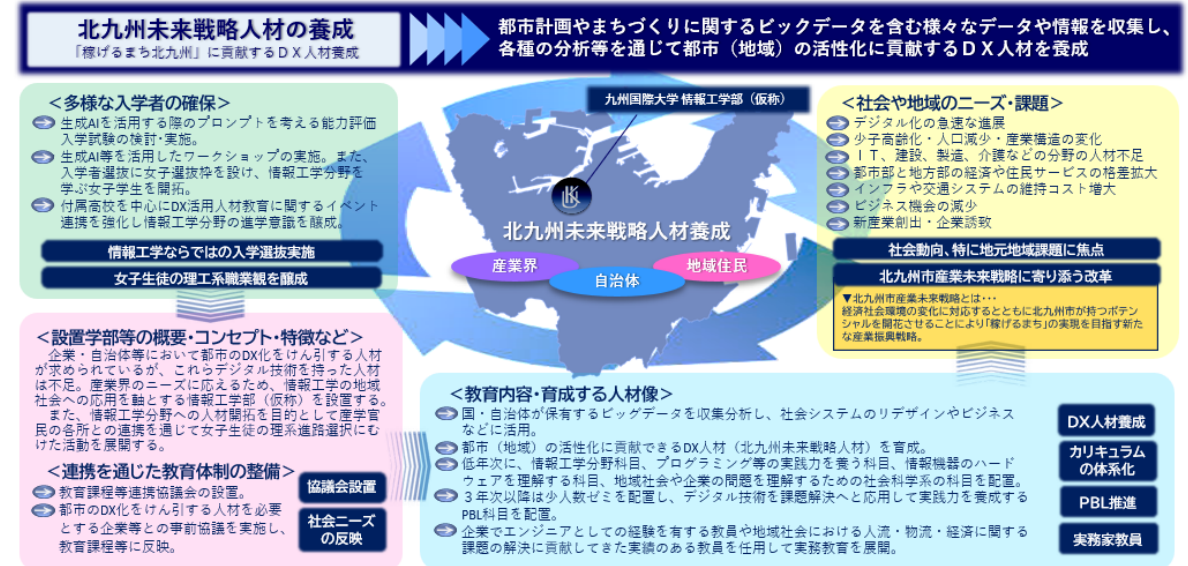 北九州未来戦略人材の養成
「稼げるまち北九州」に貢献するDX人材養成
都市計画やまちづくりに関するビックデータを含む様々なデータや情報を収集し、
各種の分析等を通じて都市（地域）の活性化に貢献するＤＸ人材を養成
＜多様な入学者の確保＞
生成AIを活用する際のプロンプトを考える能力評価
入学試験の検討・実施。
生成AI等を活用したワークショップの実施。また、
入学者選抜に女子選抜枠を設け、情報工学分野を
学ぶ女子学生を開拓。
付属高校を中心にDX活用人材教育に関するイベント
連携を強化し情報工学分野の進学意識を醸成。
情報工学ならではの入学選抜実施
女子生徒の理工系職業観を醸成
九州国際大学 情報工学部（仮称）
KIU
北九州未来戦略人材養成
産業界
自治体
地域住民
＜社会や地域のニーズ・課題＞
デジタル化の急速な進展
少子高齢化・人口減少・産業構造の変化
ＩＴ、建設、製造、介護などの分野の人材不足
都市部と地方部の経済や住民サービスの格差拡大
インフラや交通システムの維持コスト増大
ビジネス機会の減少
新産業創出・企業誘致
社会動向、特に地元地域課題に焦点
北九州市産業未来戦略に寄り添う改革
▼北九州市産業未来戦略とは・・・
経済社会環境の変化に対応するとともに北九州市が持つポテン
シャルを開花させることにより「稼げるまち」の実現を目指す新た
な産業振興戦略。
＜設置学部等の概要・コンセプト・特徴など＞
企業・自治体等において都市のDX化をけん引する人材
が求められているが、これらデジタル技術を持った人材
は不足。産業界のニーズに応えるため、情報工学の地域
社会への応用を軸とする情報工学部（仮称）を設置する。
また、情報工学分野への人材開拓を目的として産学官
民の各所との連携を通じて女子生徒の理系進路選択にむ
けた活動を展開する。
＜連携を通じた教育体制の整備＞
教育課程等連携協議会の設置。
都市のDX化をけん引する人材を必要
とする企業等との事前協議を実施し、
教育課程等に反映。
協議会設置
社会ニーズ
の反映
＜教育内容・育成する人材像＞
国・自治体が保有するビッグデータを収集分析し、社会システムのリデザインやビジネス
などに活用。
都市（地域）の活性化に貢献できるDX人材（北九州未来戦略人材）を育成。
低年次に、情報工学分野科目、プログラミング等の実践力を養う科目、情報機器のハード
ウェアを理解する科目、地域社会や企業の問題を理解するための社会科学系の科目を配置。
３年次以降は少人数ゼミを配置し、デジタル技術を課題解決へと応用して実践力を養成する
PBL科目を配置。
企業でエンジニアとしての経験を有する教員や地域社会における人流・物流・経済に関する
課題の解決に貢献してきた実績のある教員を任用して実務教育を展開。
DX人材養成
カリキュラム
の体系化
PBL推進
実務家教員